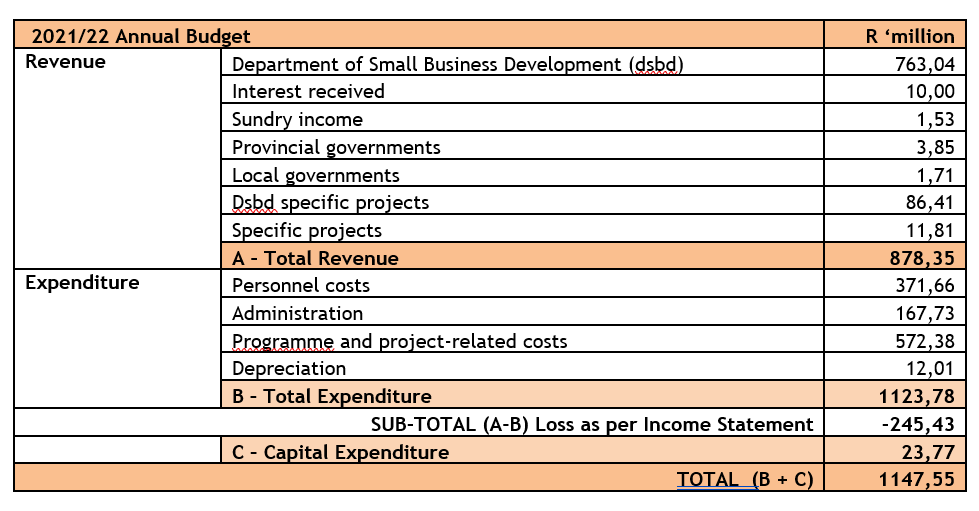 2021/22 Annual Budget R ‘million
Revenue Department of Small Business Development (dsbd) 763,04
Interest received 10,00
Sundry income 1,53
Provincial governments 3,85
Local governments 1,71
Dsbd specific projects 86,41
Specific projects 11,81
A - Total Revenue 878,35
Expenditure Personnel costs 371,66
Administration 167,73
Programme and project-related costs 572,38
Depreciation 12,01
B - Total Expenditure 1123,78
SUB-TOTAL (A-B) Loss as per Income Statement -245,43
C - Capital Expenditure 23,77
TOTAL (B + C) 1147,55